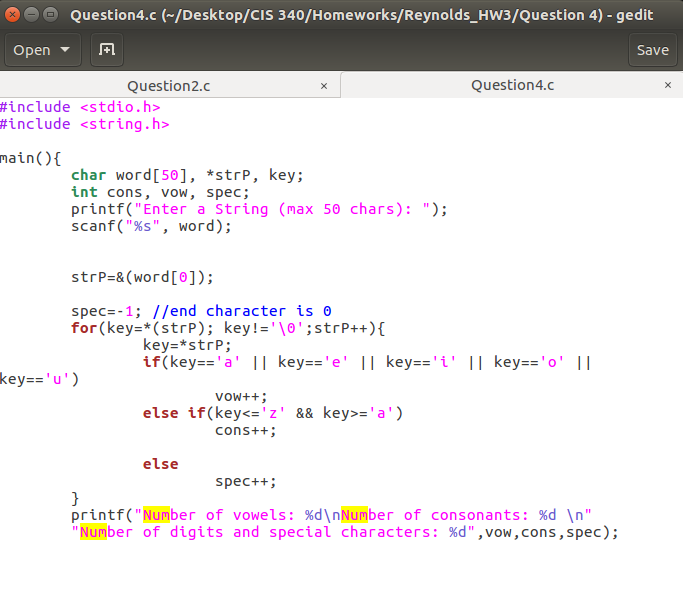 Question4.c (~/Desktop/CIS 340/Homeworks/Reynolds_HW3/Question 4) - gedit
Open Save
Question2.c × Question4.c ×
#include <stdio.h>
#include <string.h>
main(){
char word[50], *strP, key;
int cons, vow, spec;
printf("Enter a String (max 50 chars): ");
scanf("%s", word);
strP=&(word[0]);
spec=-1; //end character is 0
for(key=*(strP); key!='\0';strP++){
key=*strP;
if(key=='a' || key=='e' || key=='i' || key=='o' ||
key=='u')
vow++;
else if(key<='z' && key>='a')
cons++;
else
spec++;
}
printf("Number of vowels: %d\nNumber of consonants: %d \n"
"Number of digits and special characters: %d",vow,cons,spec);